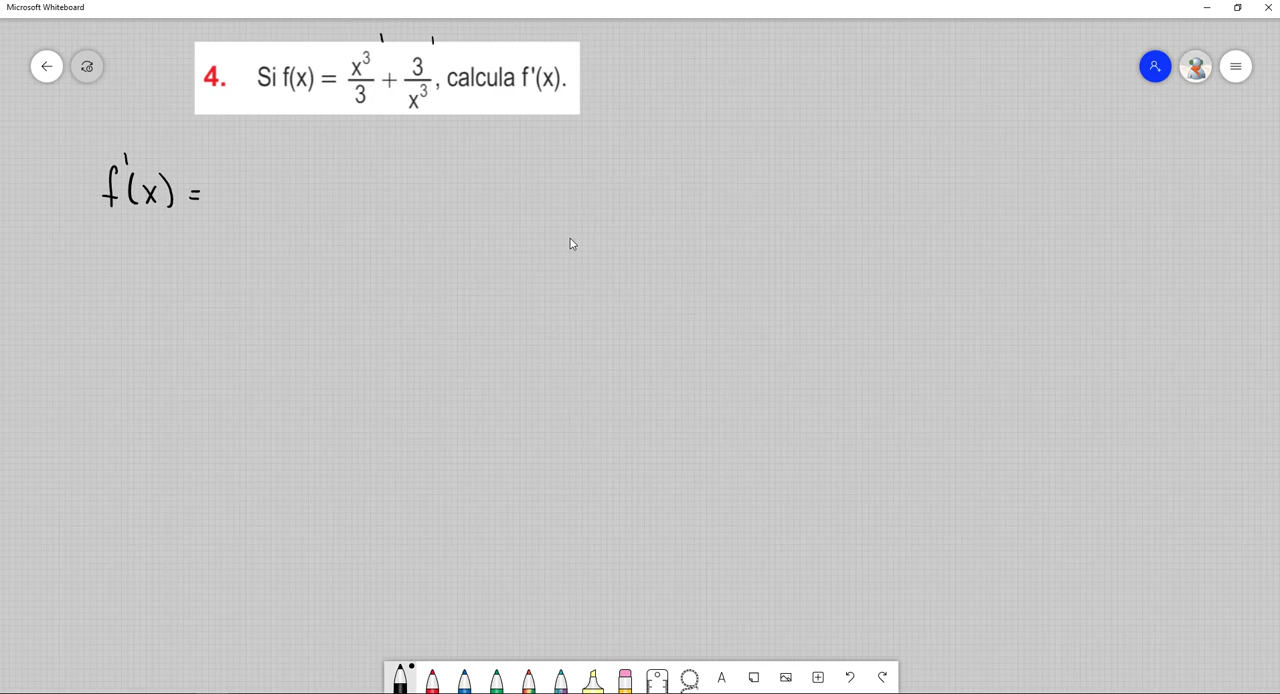 Microsoft Whiteboard
4. Si f(x) = x³/3 + 3/x³, calcula f'(x).
f'(x) =
A